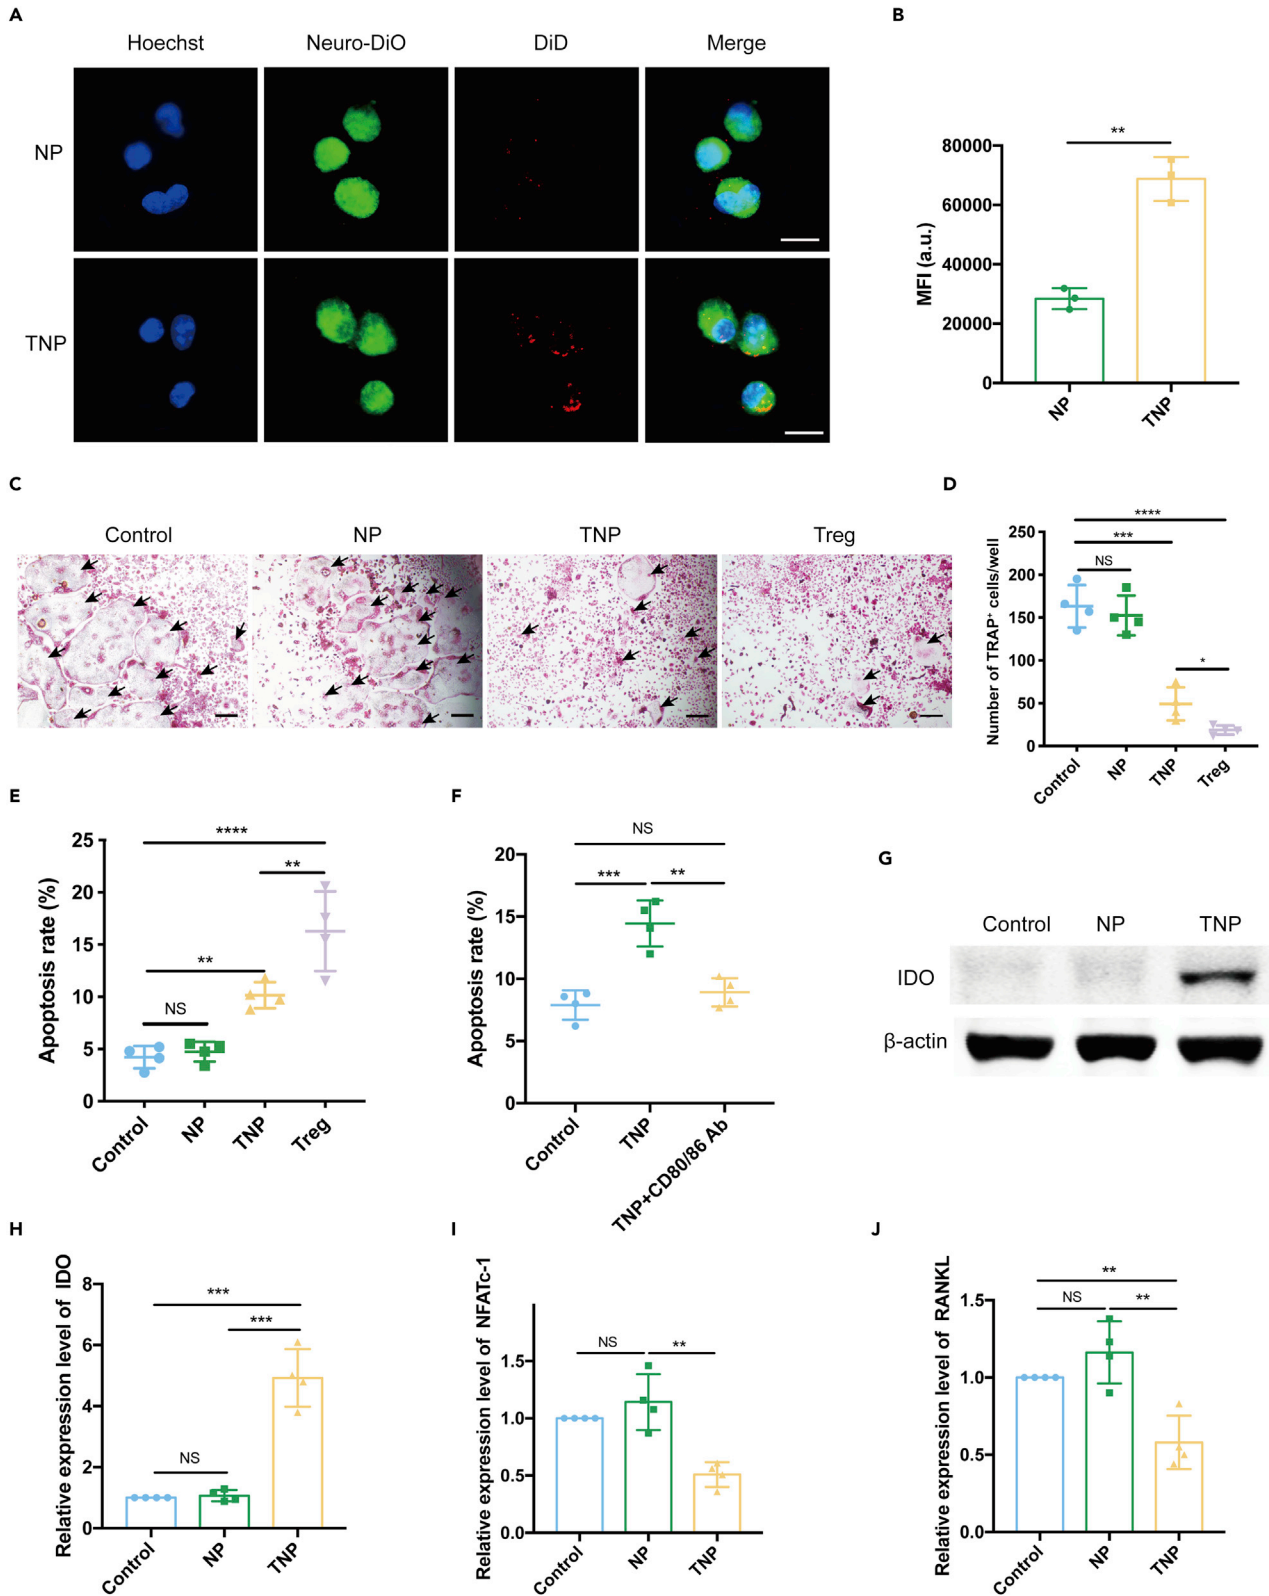 A
Hoechst Neuro-DiO DiD Merge
NP
TNP
B
MFI (a.u.)
80000
60000
40000
20000
0
**
NP TNP
C
Control NP TNP Treg
D
Number of TRAP⁺ cells/well
250
200
150
100
50
0
****
***
NS
*
Control NP TNP Treg
E
Apoptosis rate (%)
25
20
15
10
5
0
****
**
**
NS
Control NP TNP Treg
F
Apoptosis rate (%)
20
15
10
5
0
NS
*** **
Control TNP TNP+CD80/86 Ab
G
Control NP TNP
IDO
β-actin
H
Relative expression level of IDO
8
6
4
2
0
***
***
NS
Control NP TNP
I
Relative expression level of NFATc-1
1.5
1.0
0.5
0.0
NS **
Control NP TNP
J
Relative expression level of RANKL
1.5
1.0
0.5
0.0
**
NS **
Control NP TNP